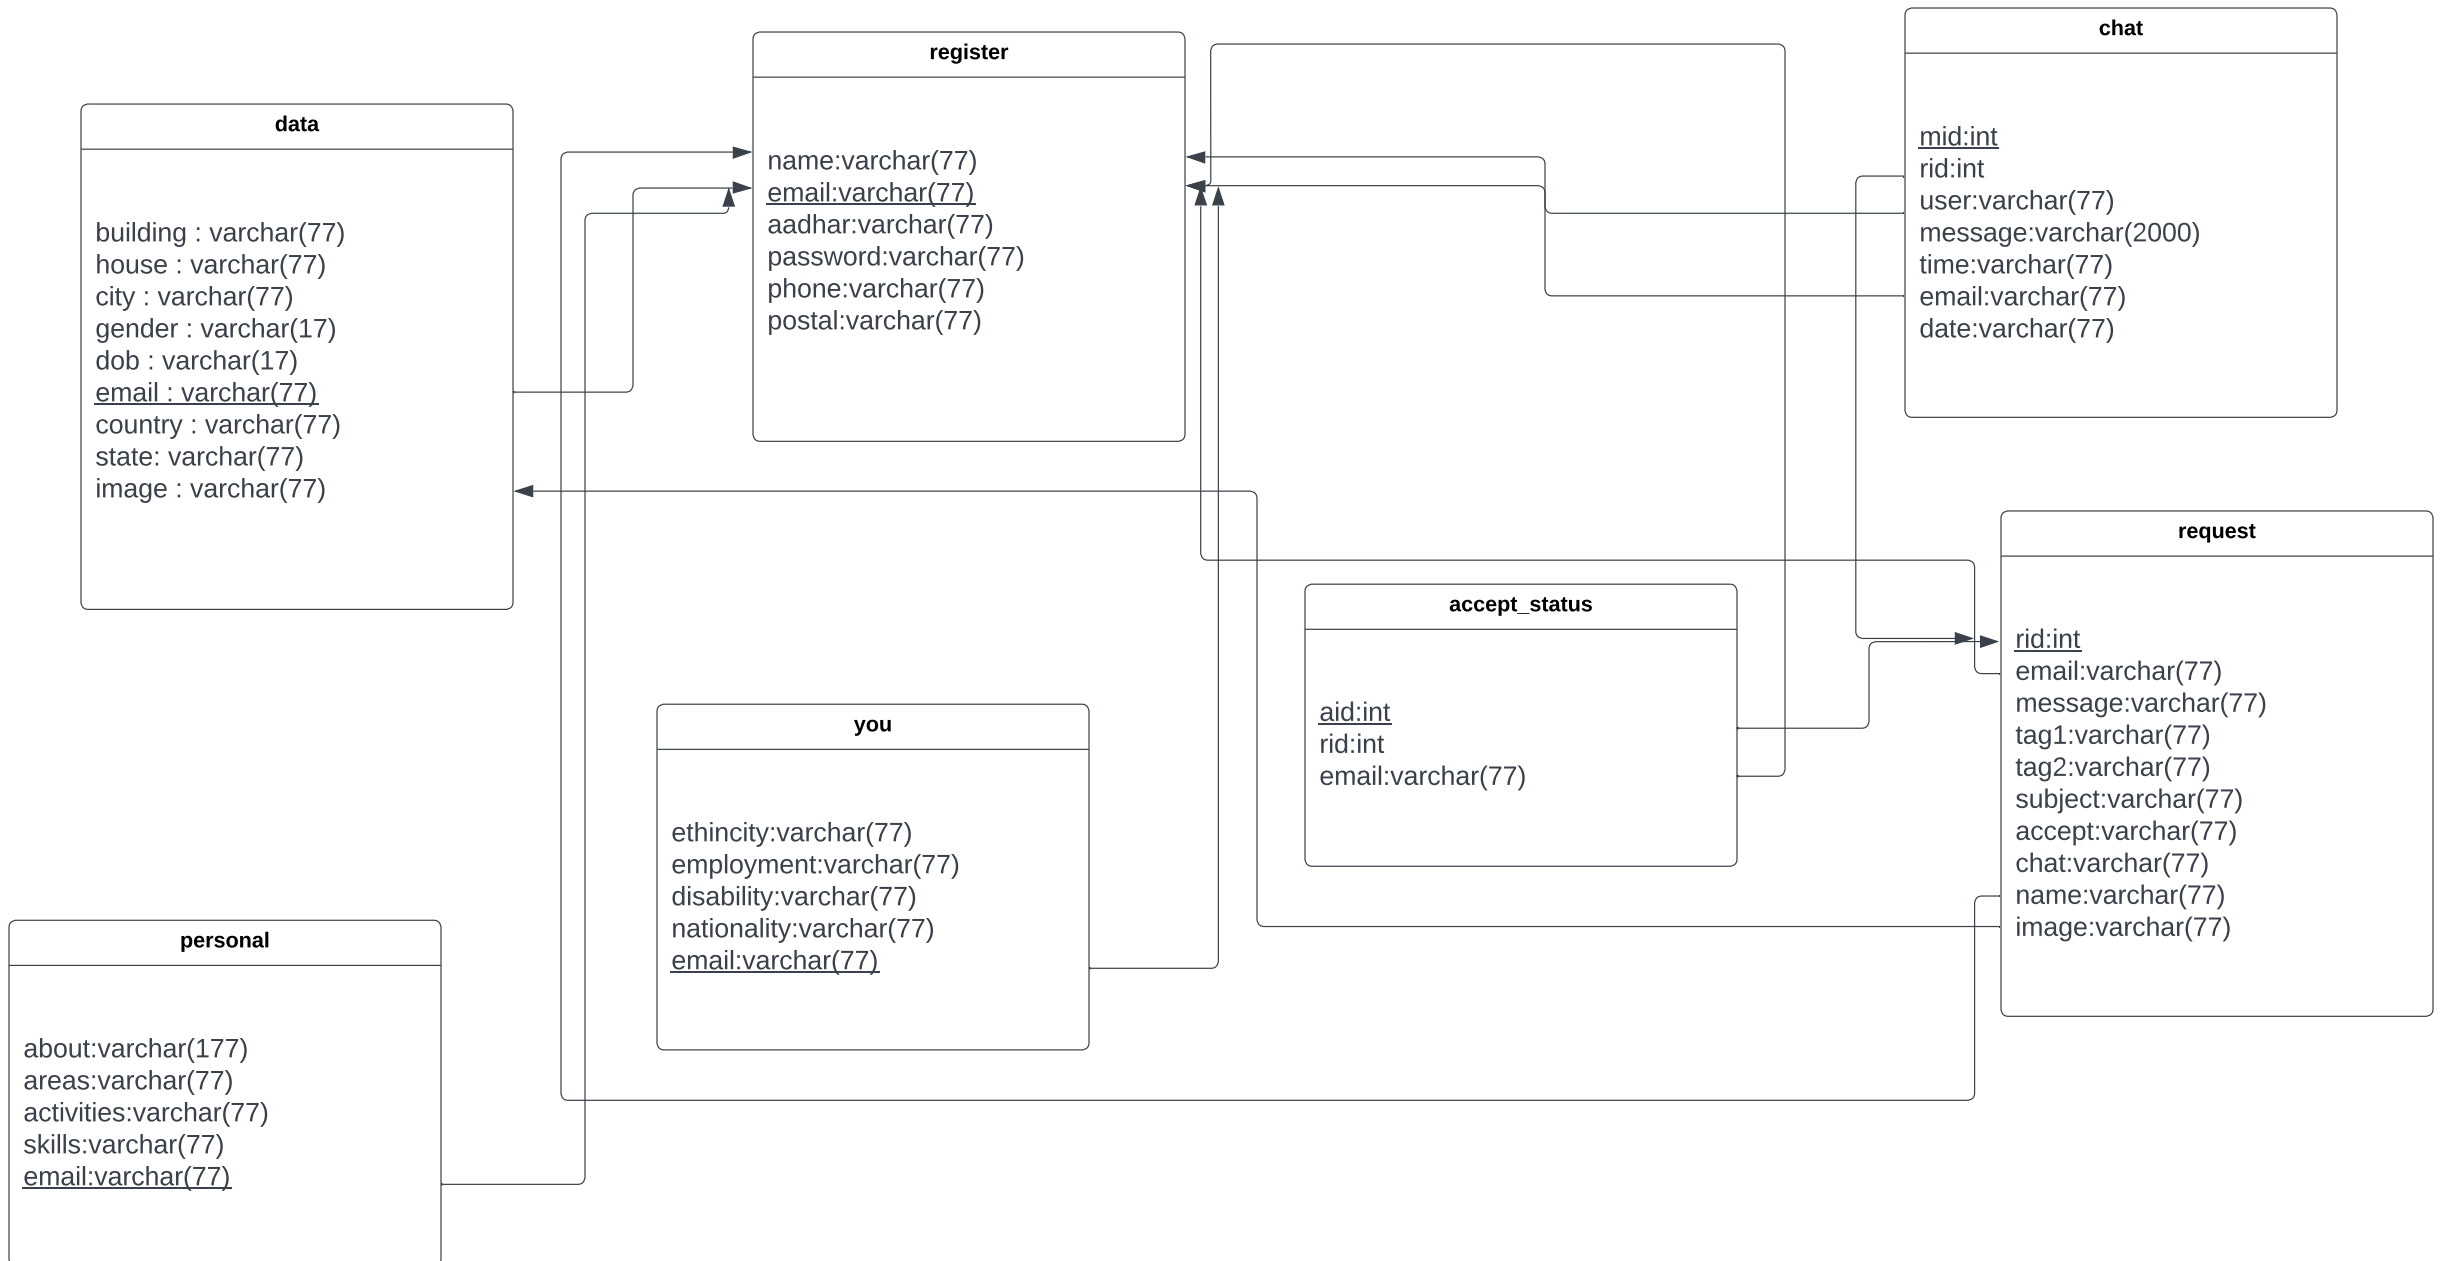 data
building : varchar(77)
house : varchar(77)
city : varchar(77)
gender : varchar(17)
dob : varchar(17)
email : varchar(77)
country : varchar(77)
state: varchar(77)
image : varchar(77)
register
name:varchar(77)
email:varchar(77)
aadhar:varchar(77)
password:varchar(77)
phone:varchar(77)
postal:varchar(77)
chat
mid:int
rid:int
user:varchar(77)
message:varchar(2000)
time:varchar(77)
email:varchar(77)
date:varchar(77)
request
rid:int
email:varchar(77)
message:varchar(77)
tag1:varchar(77)
tag2:varchar(77)
subject:varchar(77)
accept:varchar(77)
chat:varchar(77)
name:varchar(77)
image:varchar(77)
accept_status
aid:int
rid:int
email:varchar(77)
you
ethincity:varchar(77)
employment:varchar(77)
disability:varchar(77)
nationality:varchar(77)
email:varchar(77)
personal
about:varchar(177)
areas:varchar(77)
activities:varchar(77)
skills:varchar(77)
email:varchar(77)